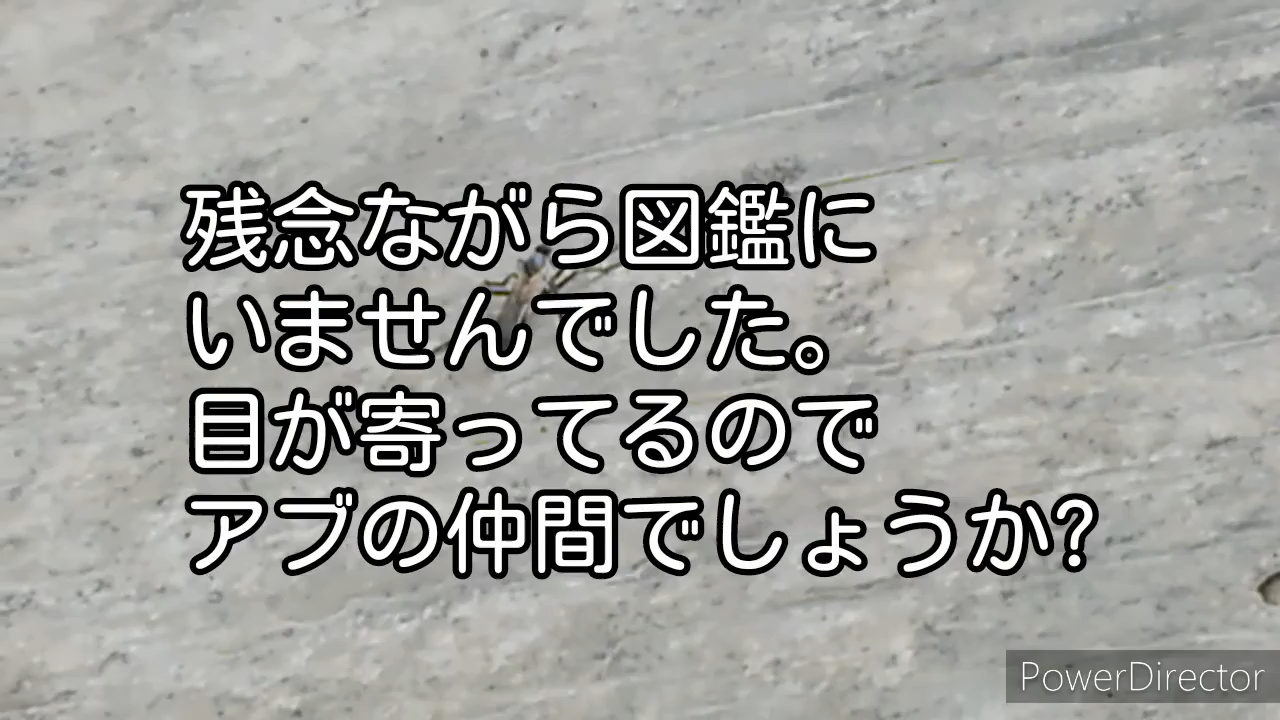 残念ながら図鑑に
いませんでした。
目が寄ってるので
アブの仲間でしょうか?
PowerDirector